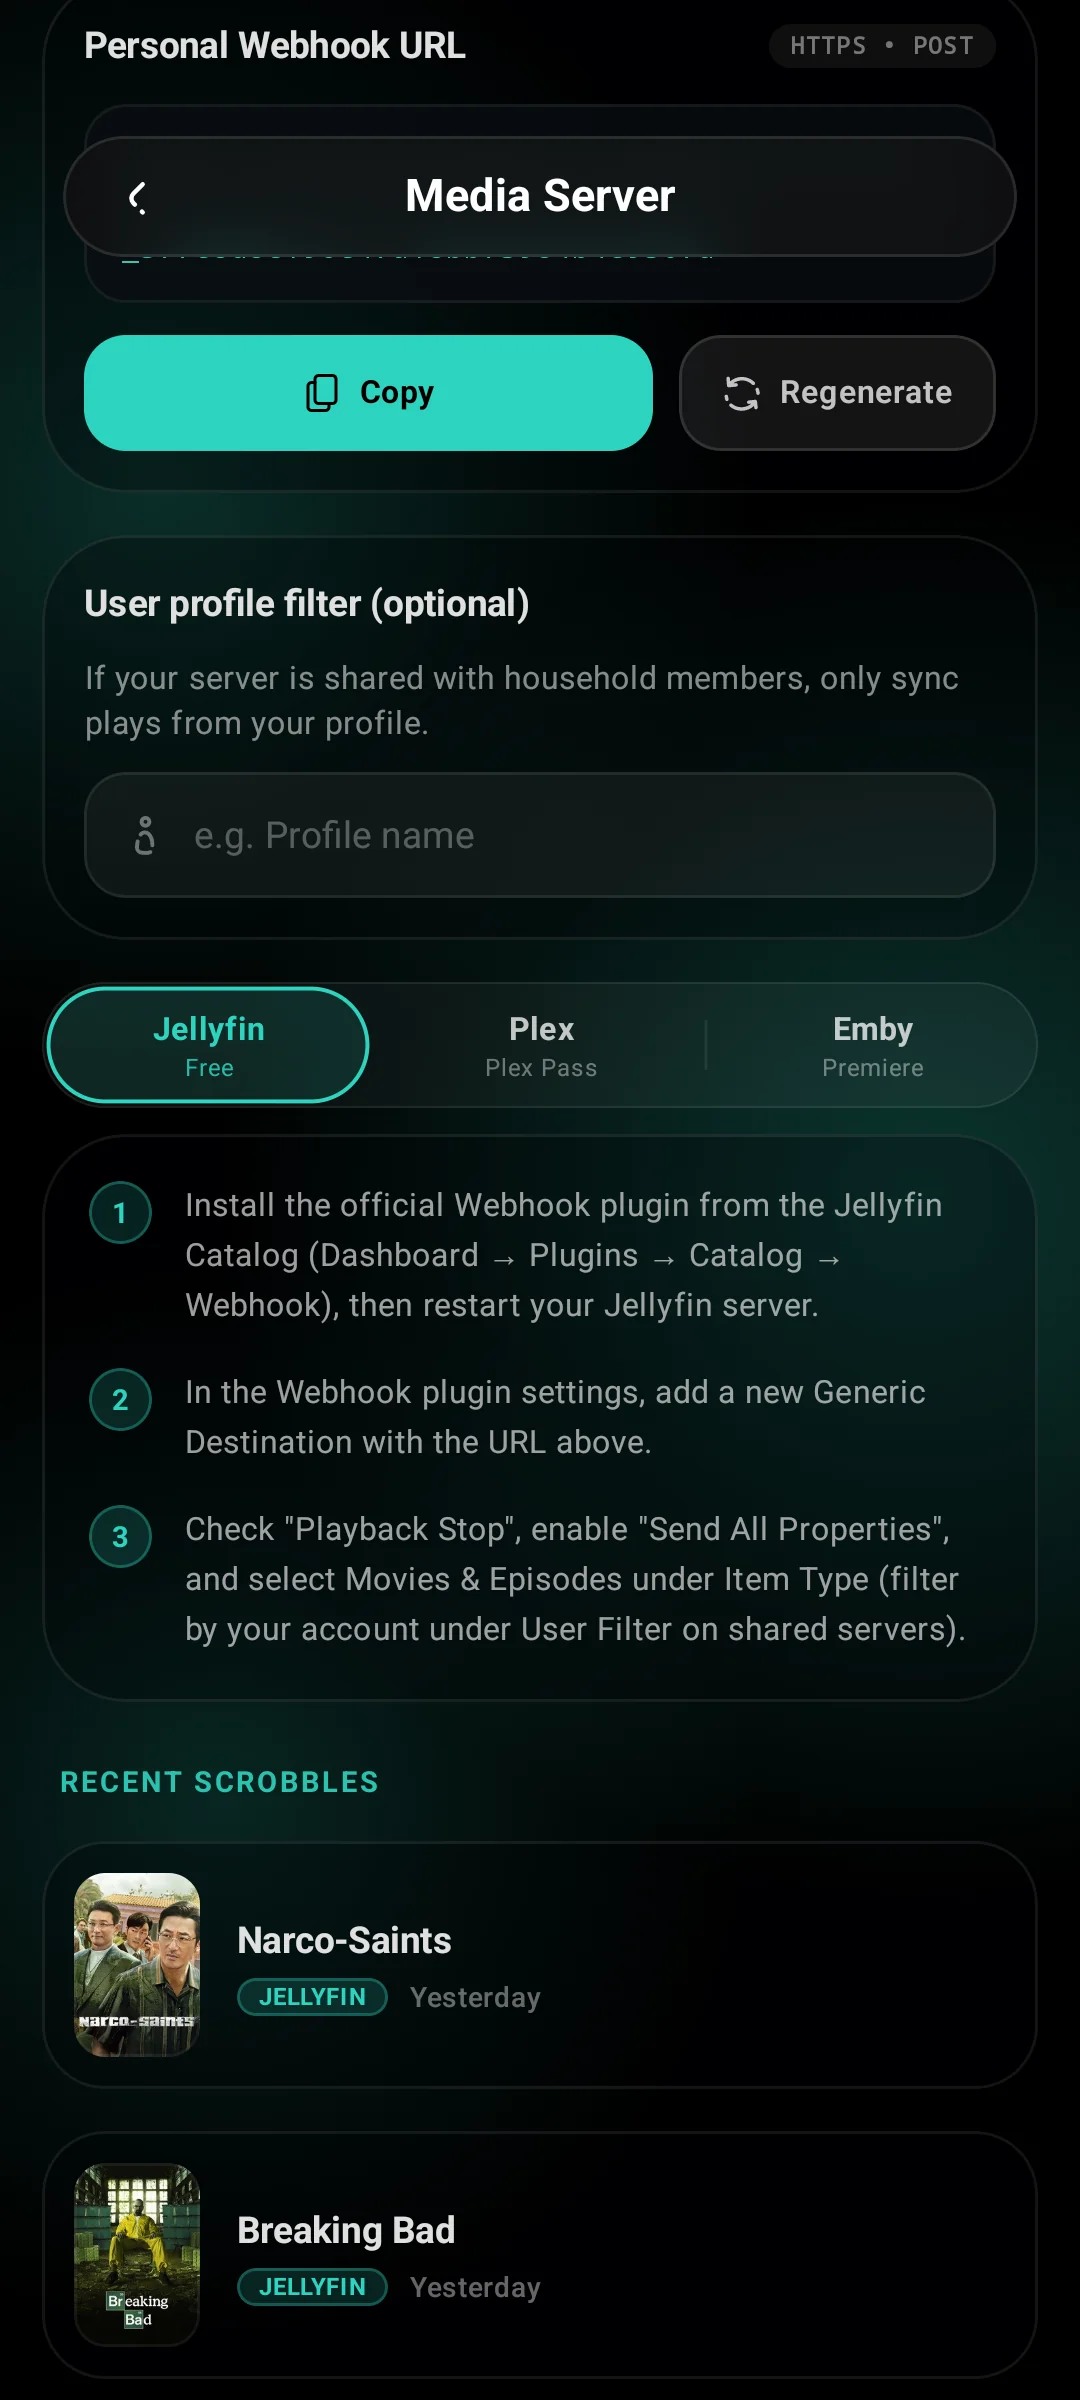 Personal Webhook URL
HTTPS • POST
Media Server
Copy
Regenerate
User profile filter (optional)
If your server is shared with household members, only sync
plays from your profile.
e.g. Profile name
Jellyfin
Free
Plex
Plex Pass
Emby
Premiere
1
Install the official Webhook plugin from the Jellyfin
Catalog (Dashboard → Plugins → Catalog →
Webhook), then restart your Jellyfin server.
2
In the Webhook plugin settings, add a new Generic
Destination with the URL above.
3
Check "Playback Stop", enable "Send All Properties",
and select Movies & Episodes under Item Type (filter
by your account under User Filter on shared servers).
RECENT SCROBBLES
Narco-Saints
Narco-Saints
JELLYFIN Yesterday
Breaking
Bad
Breaking Bad
JELLYFIN Yesterday